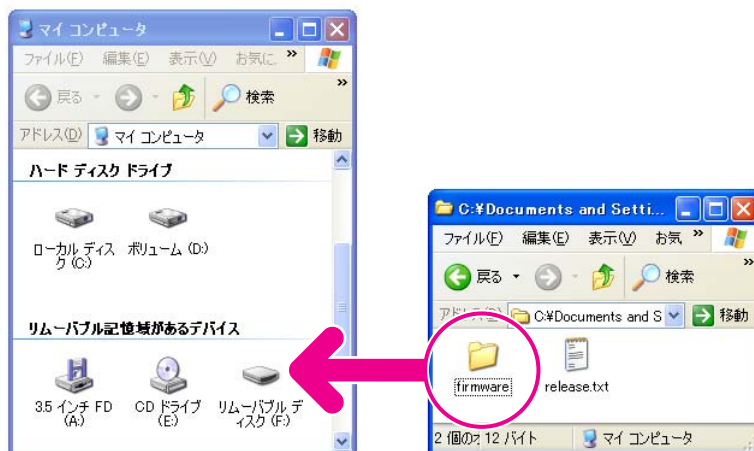 マイ コンピュータ
ファイル(F) 編集(E) 表示(V) お気に. »
戻る 検索 »
アドレス(D) マイ コンピュータ 移動
ハード ディスク ドライブ
ローカル ディス
ク (C:)
ボリューム (D:)
リムーバブル記憶域があるデバイス
3.5 インチ FD
(A:)
CD ドライブ
(E:)
リムーバブル デ
ィスク (F:)
C:¥Documents and Setti...
ファイル(F) 編集(E) 表示(V) お気 »
戻る 検索 »
C:¥Documents and S 移動
firmware
release.txt
2 個の 12 バイト マイ コンピュータ